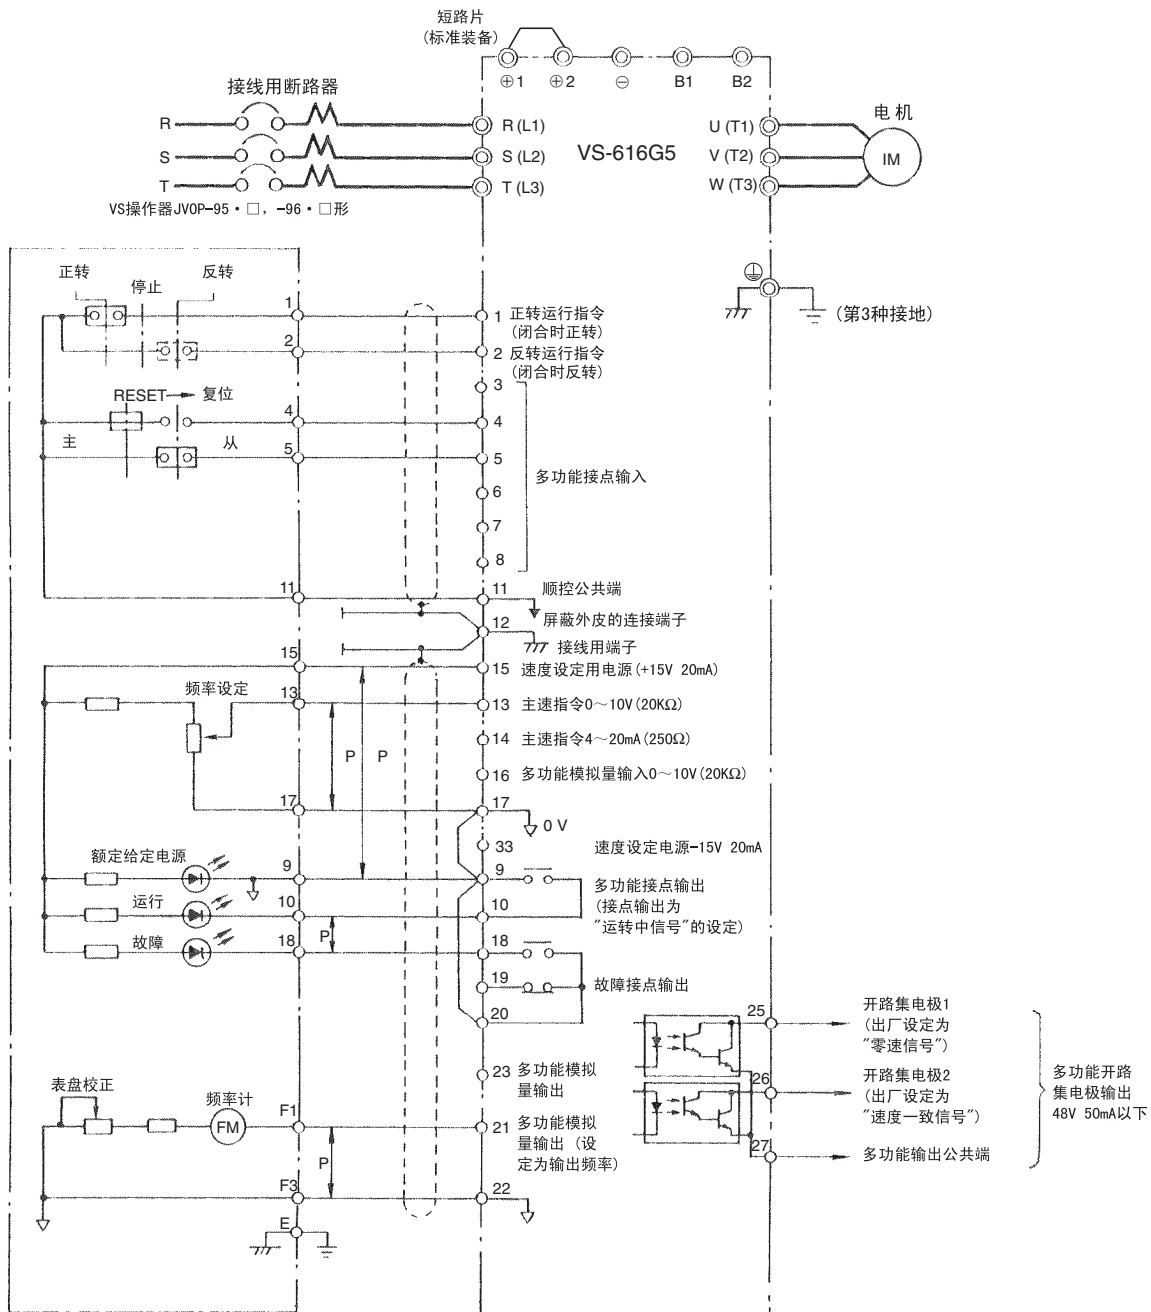 短路片
(标准装备)
⊕1
⊕2
⊖
B1
B2
接线用断路器
R
S
T
R(L1)
S(L2)
T(L3)
VS-616G5
U(T1)
V(T2)
W(T3)
电机
IM
VS操作器JVOP-95·□，-96·□形
(第3种接地)
正转
停止
反转
1
2
RESET
复位
4
主
从
5
11
1 正转运行指令
(闭合时正转)
2 反转运行指令
(闭合时反转)
3
4
5
6
7
8
多功能接点输入
11 顺控公共端
屏蔽外皮的连接端子
12
接线用端子
15
频率设定
13
P
P
17
15 速度设定用电源(+15V 20mA)
13 主速指令0～10V(20KΩ)
14 主速指令4～20mA(250Ω)
16 多功能模拟量输入0～10V(20KΩ)
17
0 V
33 速度设定电源-15V 20mA
额定给定电源
9
运行
10
故障
18
P
9
10
多功能接点输出
(接点输出为
"运转中信号"的设定)
18
19
20
故障接点输出
23 多功能模拟
量输出
21 多功能模拟
量输出（设
定为输出频率）
22
表盘校正
频率计
FM
F1
P
F3
E
25
26
27
开路集电极1
(出厂设定为
"零速信号")
开路集电极2
(出厂设定为
"速度一致信号")
多功能输出公共端
多功能开路
集电极输出
48V 50mA以下